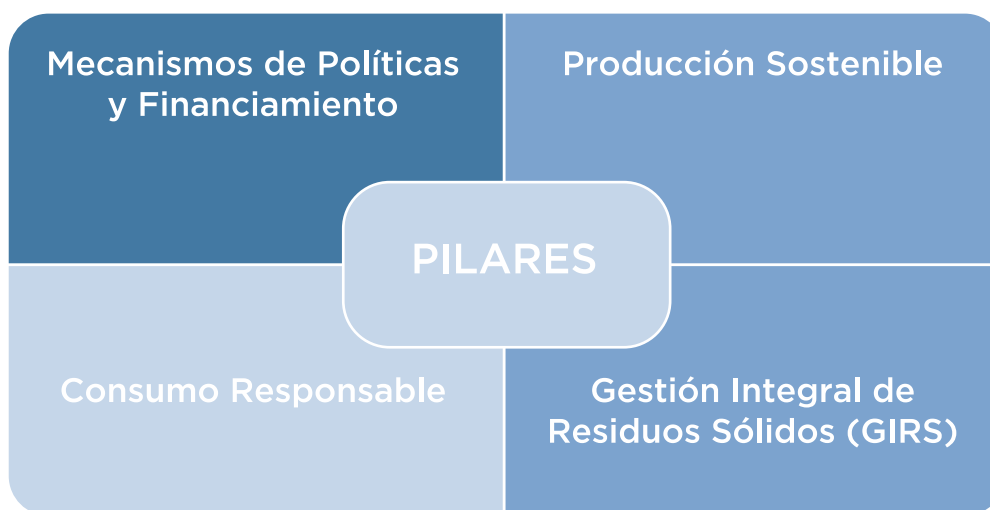 Mecanismos de Políticas
y Financiamiento
Producción Sostenible
PILARES
Consumo Responsable
Gestión Integral de
Residuos Sólidos (GIRS)